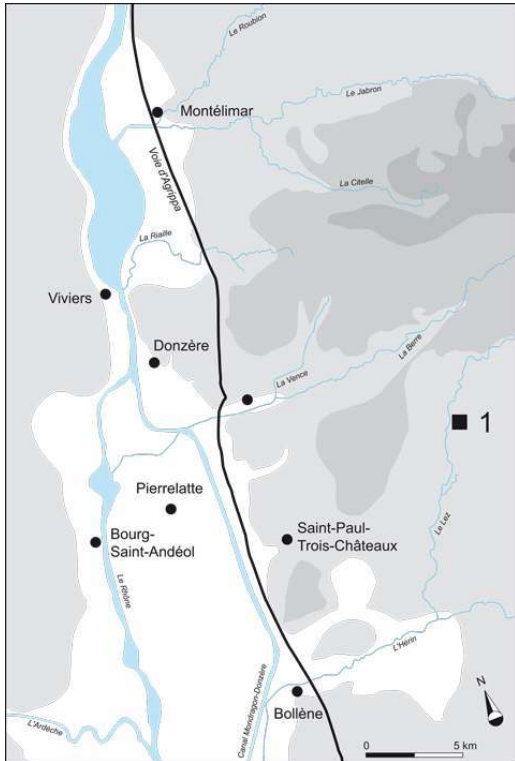 Le Roubion
Montélimar
Le Jabron
Voie d'Agrippa
La Citelle
La Riaille
Viviers
Donzère
La Vence
La Berre
1
Pierrelatte
Bourg-
Saint-Andéol
Saint-Paul-
Trois-Châteaux
Le Lez
Le Rhône
L'Hérin
N
Bollène
Canal Mondragon-Donzère
L'Ardèche
0
5 km